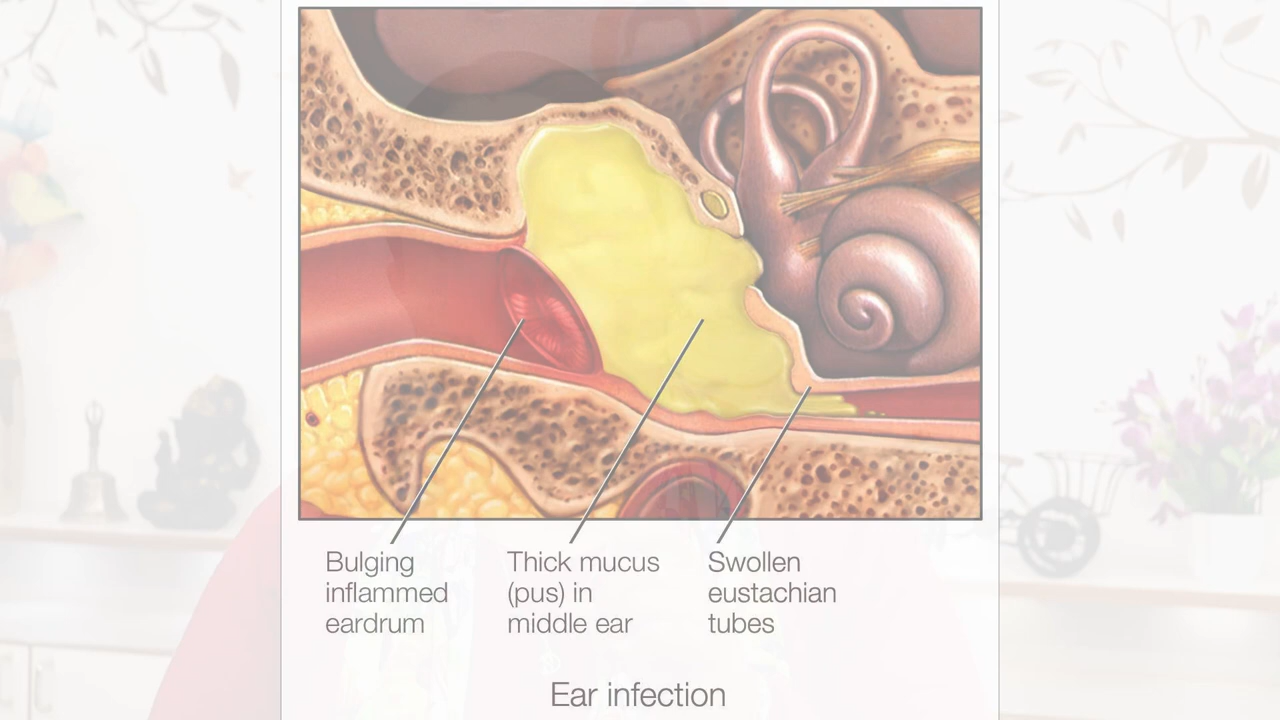 Bulging
inflammed
eardrum
Thick mucus
(pus) in
middle ear
Swollen
eustachian
tubes
Ear infection